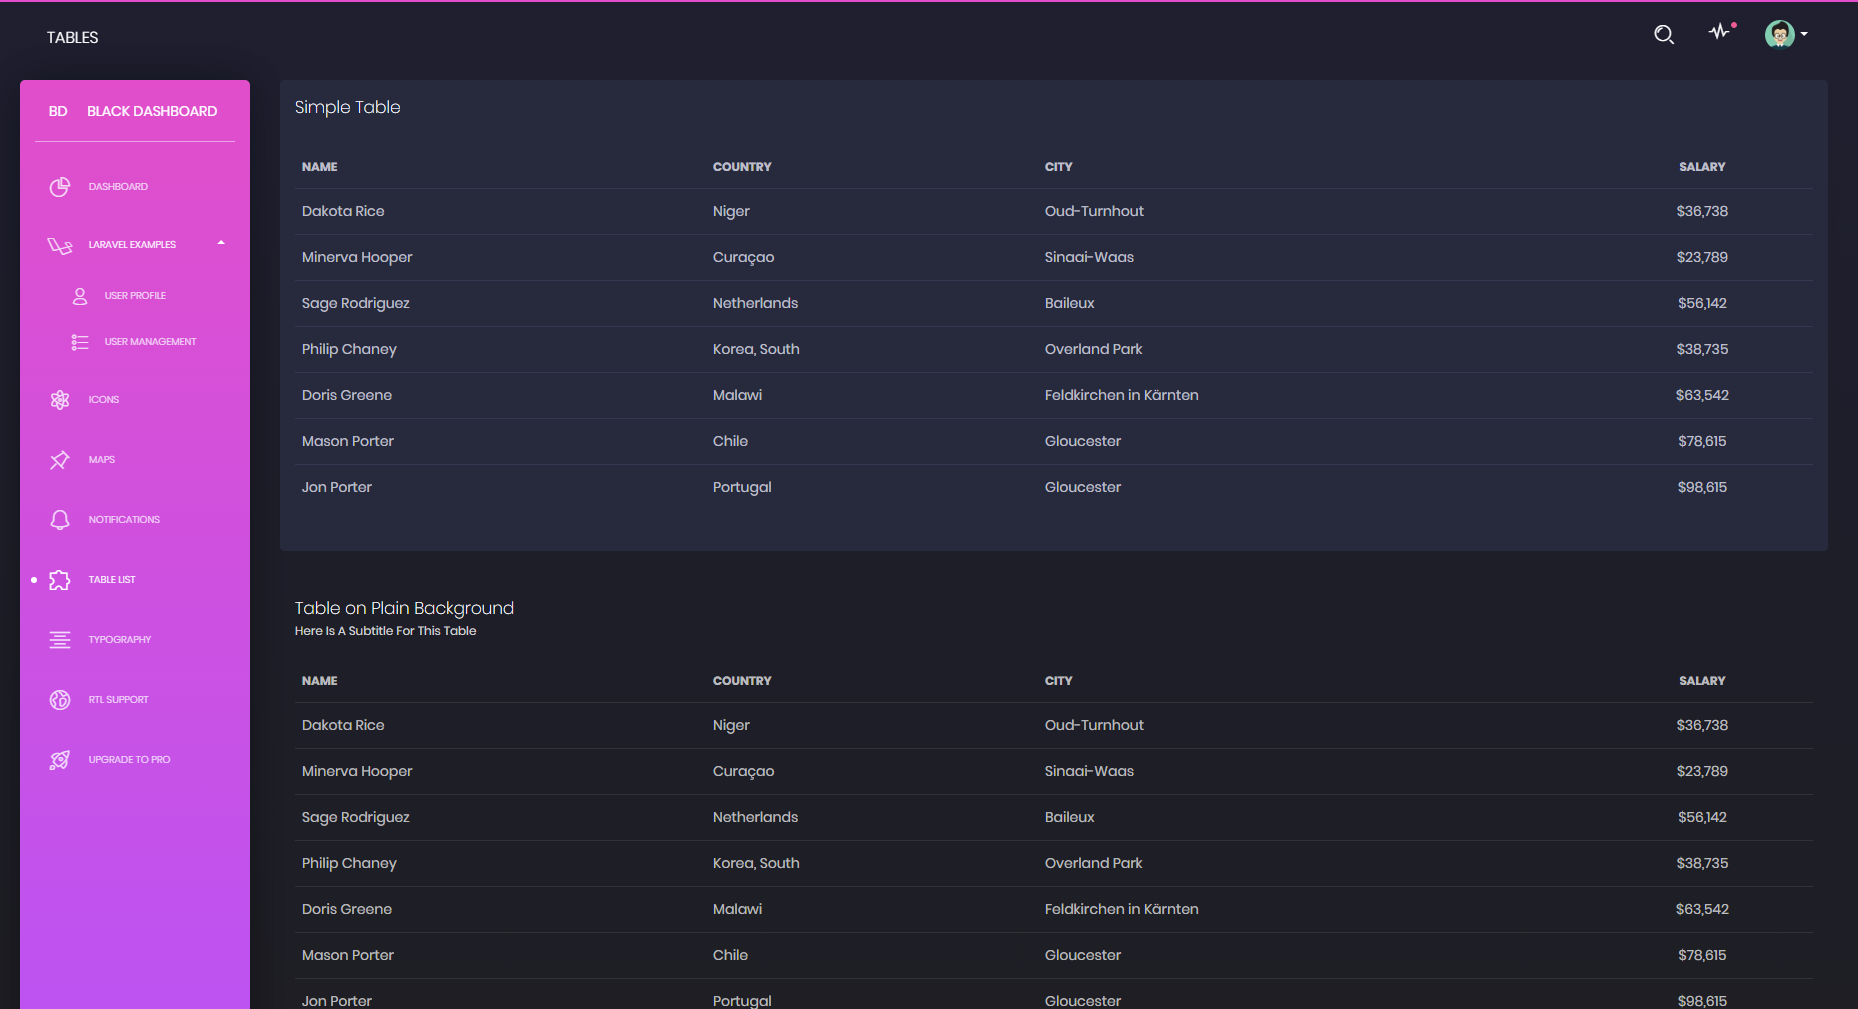 TABLES
BD BLACK DASHBOARD
DASHBOARD
LARAVEL EXAMPLES
USER PROFILE
USER MANAGEMENT
ICONS
MAPS
NOTIFICATIONS
TABLE LIST
TYPOGRAPHY
RTL SUPPORT
UPGRADE TO PRO
Simple Table
NAME COUNTRY CITY SALARY
Dakota Rice Niger Oud-Turnhout $36,738
Minerva Hooper Curaçao Sinaai-Waas $23,789
Sage Rodriguez Netherlands Baileux $56,142
Philip Chaney Korea, South Overland Park $38,735
Doris Greene Malawi Feldkirchen in Kärnten $63,542
Mason Porter Chile Gloucester $78,615
Jon Porter Portugal Gloucester $98,615
Table on Plain Background
Here Is A Subtitle For This Table
NAME COUNTRY CITY SALARY
Dakota Rice Niger Oud-Turnhout $36,738
Minerva Hooper Curaçao Sinaai-Waas $23,789
Sage Rodriguez Netherlands Baileux $56,142
Philip Chaney Korea, South Overland Park $38,735
Doris Greene Malawi Feldkirchen in Kärnten $63,542
Mason Porter Chile Gloucester $78,615
Jon Porter Portugal Gloucester $98,615